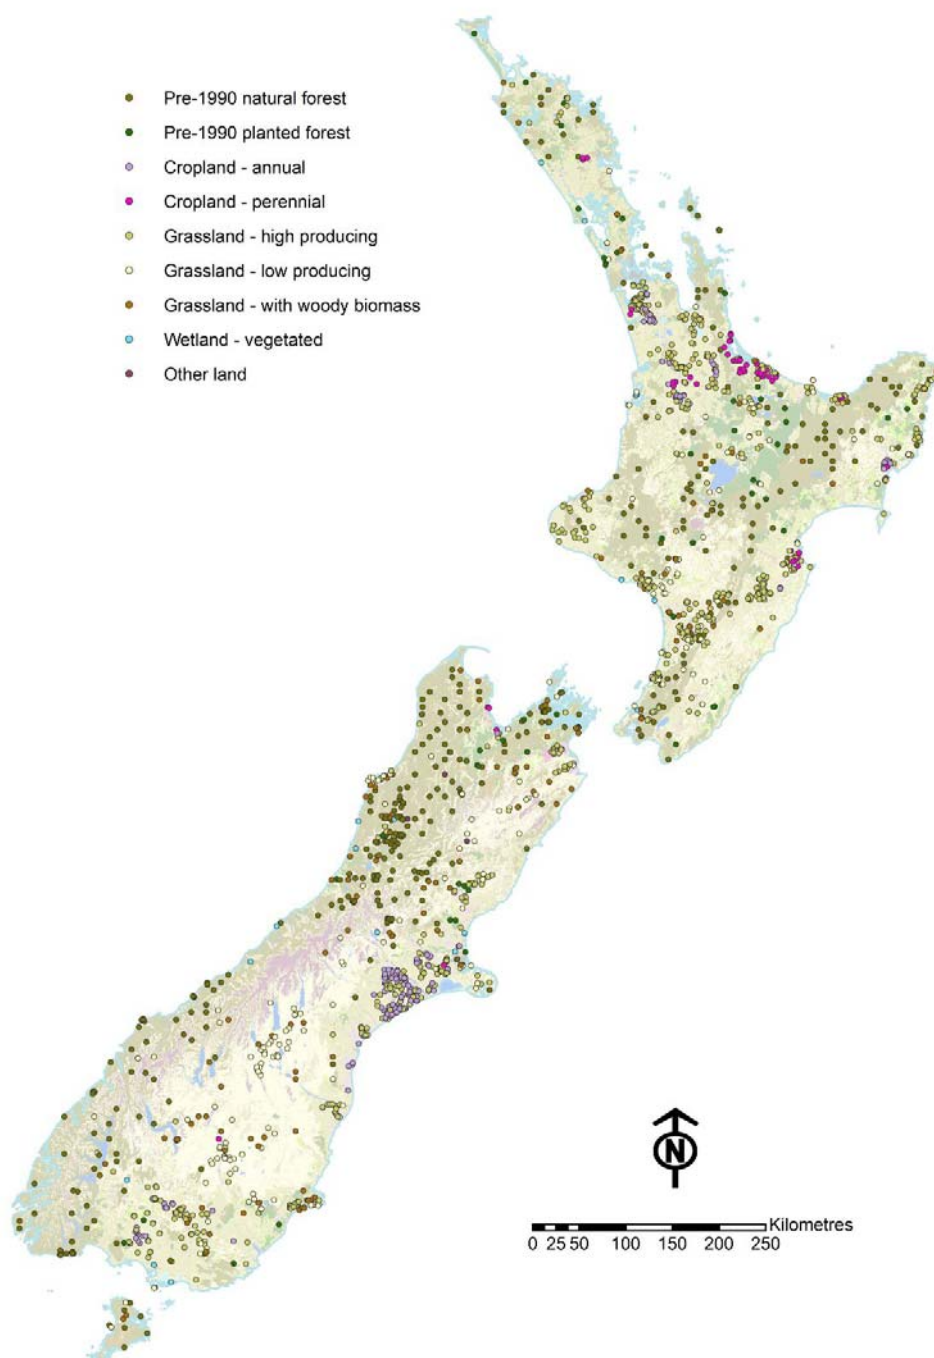 Pre-1990 natural forest
Pre-1990 planted forest
Cropland - annual
Cropland - perennial
Grassland - high producing
Grassland - low producing
Grassland - with woody biomass
Wetland - vegetated
Other land
N
Kilometres
0 25 50 100 150 200 250